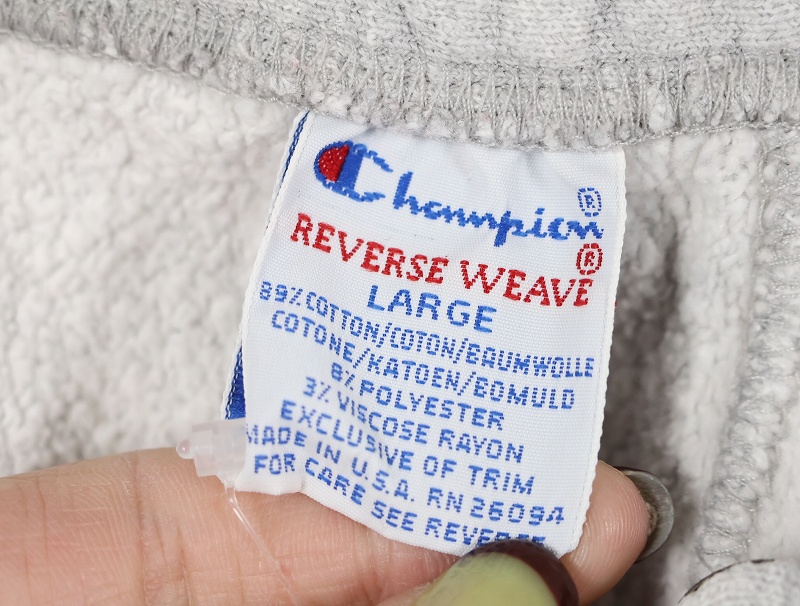 Champion®
REVERSE WEAVE®
LARGE
89% COTTON/COTON/BAUMWOLLE
COTONE/KATOEN/BOMULD
8% POLYESTER
3% VISCOSE RAYON
EXCLUSIVE OF TRIM
MADE IN U.S.A. RN 26094
FOR CARE SEE REVERSE